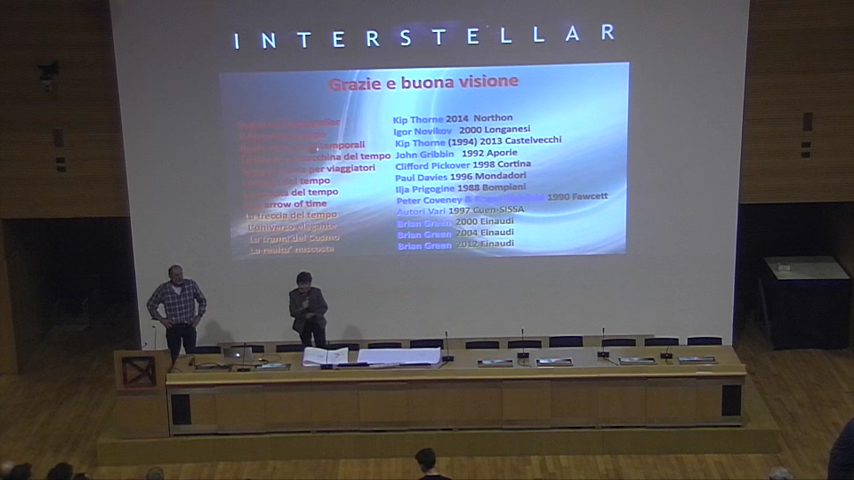 INTERSTELLAR
Grazie e buona visione
Kip Thorne 2014 Northon
Igor Novikov 2000 Longanesi
Kip Thorne (1994) 2013 Castelvecchi
del tempo John Gribbin 1992 Aporie
per viaggiatori Clifford Pickover 1998 Cortina
del tempo Paul Davies 1996 Mondadori
del tempo Ilja Prigogine 1988 Bompiani
arrow of time Peter Coveney & 1990 Fawcett
La freccia del tempo Autori Vari 1997 Cuen-SISSA
L'universo elegante Brian Green 2000 Einaudi
La trama del Cosmo Brian Green 2004 Einaudi
La realta' nascosta Brian Green 2012 Einaudi